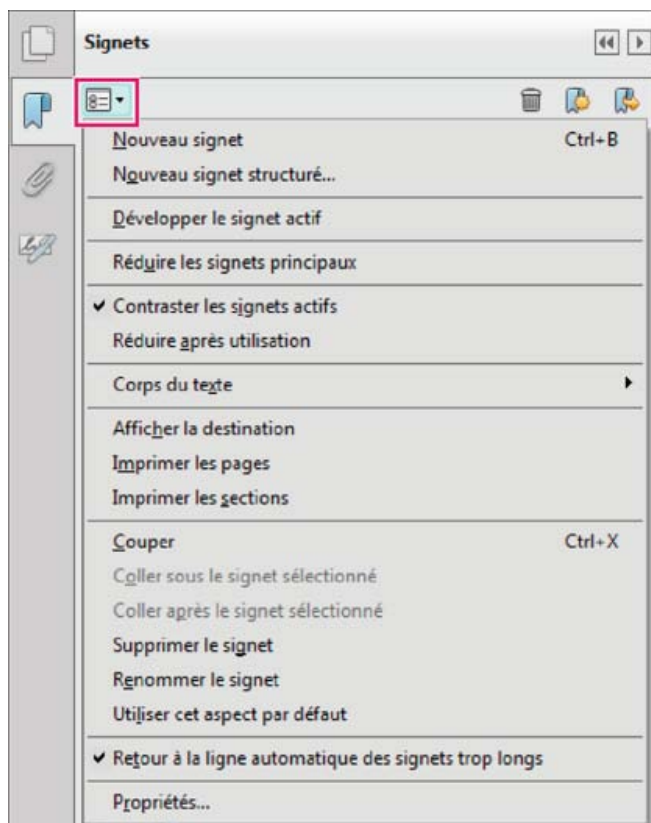 Signets
Nouveau signet Ctrl+B
Nouveau signet structuré...
Développer le signet actif
Réduire les signets principaux
Contraster les signets actifs
Réduire après utilisation
Corps du texte
Afficher la destination
Imprimer les pages
Imprimer les sections
Couper Ctrl+X
Coller sous le signet sélectionné
Coller après le signet sélectionné
Supprimer le signet
Renommer le signet
Utiliser cet aspect par défaut
Retour à la ligne automatique des signets trop longs
Propriétés...